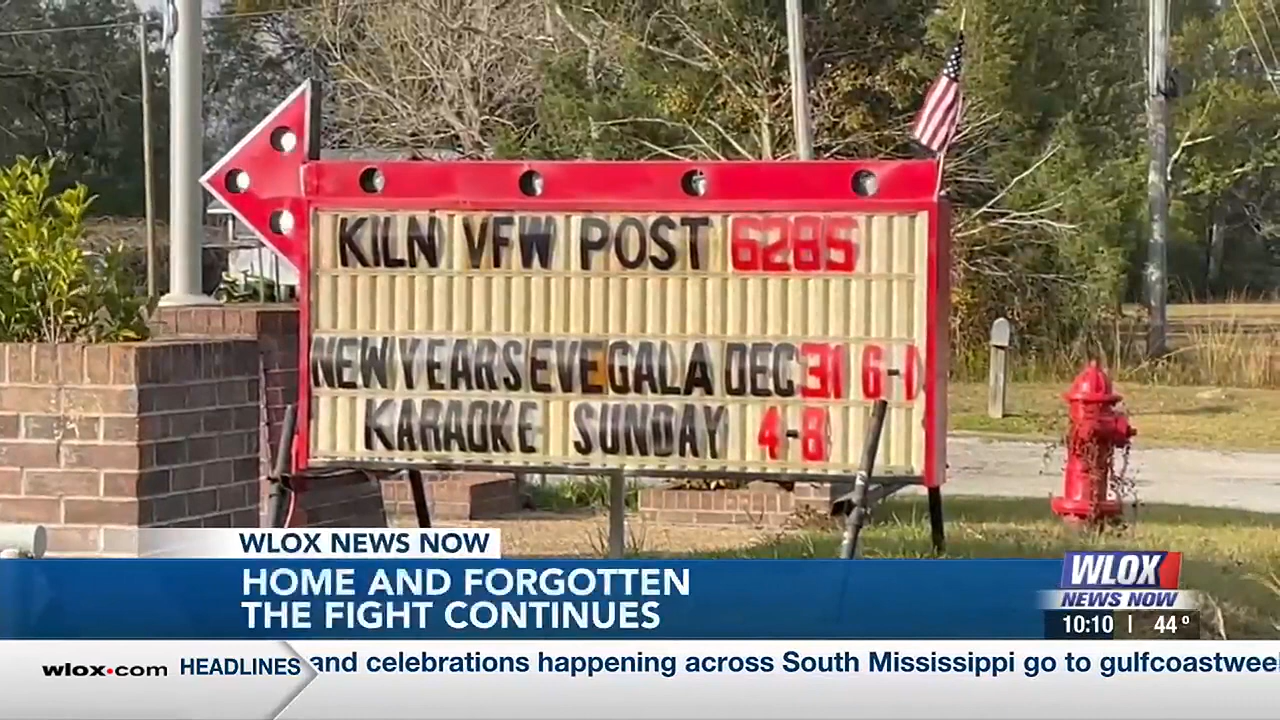 KILN VFW POST 6285
NEW YEARS EVE GALA DEC 31 6-1
KARAOKE SUNDAY 4-8
WLOX NEWS NOW
HOME AND FORGOTTEN
THE FIGHT CONTINUES
WLOX
NEWS NOW
10:10 | 44°
wlox.com HEADLINES and celebrations happening across South Mississippi go to gulfcoastwee